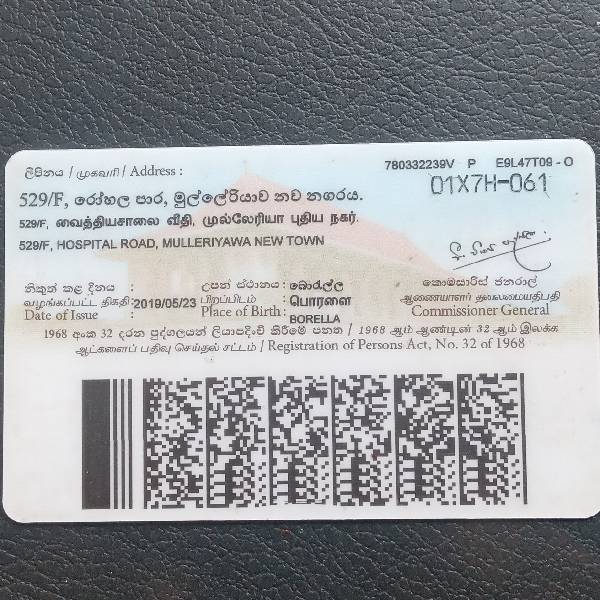 ලිපිනය / முகவரி / Address :
780332239V P E9L47T09 - O
01X7H-061
529/F, රෝහල පාර, මුල්ලේරියාව නව නගරය.
529/F, வைத்தியசாலை வீதி, முல்லேரியா புதிய நகர்.
529/F, HOSPITAL ROAD, MULLERIYAWA NEW TOWN
නිකුත් කළ දිනය : උපන් ස්ථානය : බොරැල්ල කොමසාරිස් ජනරාල්
வழங்கப்பட்ட திகதி : 2019/05/23 பிறப்பிடம் : பொரளை ஆணையாளர் தலைமையதிபதி
Date of Issue : Place of Birth : BORELLA Commissioner General
1968 අංක 32 දරන පුද්ගලයන් ලියාපදිංචි කිරීමේ පනත / 1968 ஆம் ஆண்டின் 32 ஆம் இலக்க
ஆட்களைப் பதிவு செய்தல் சட்டம் / Registration of Persons Act, No. 32 of 1968